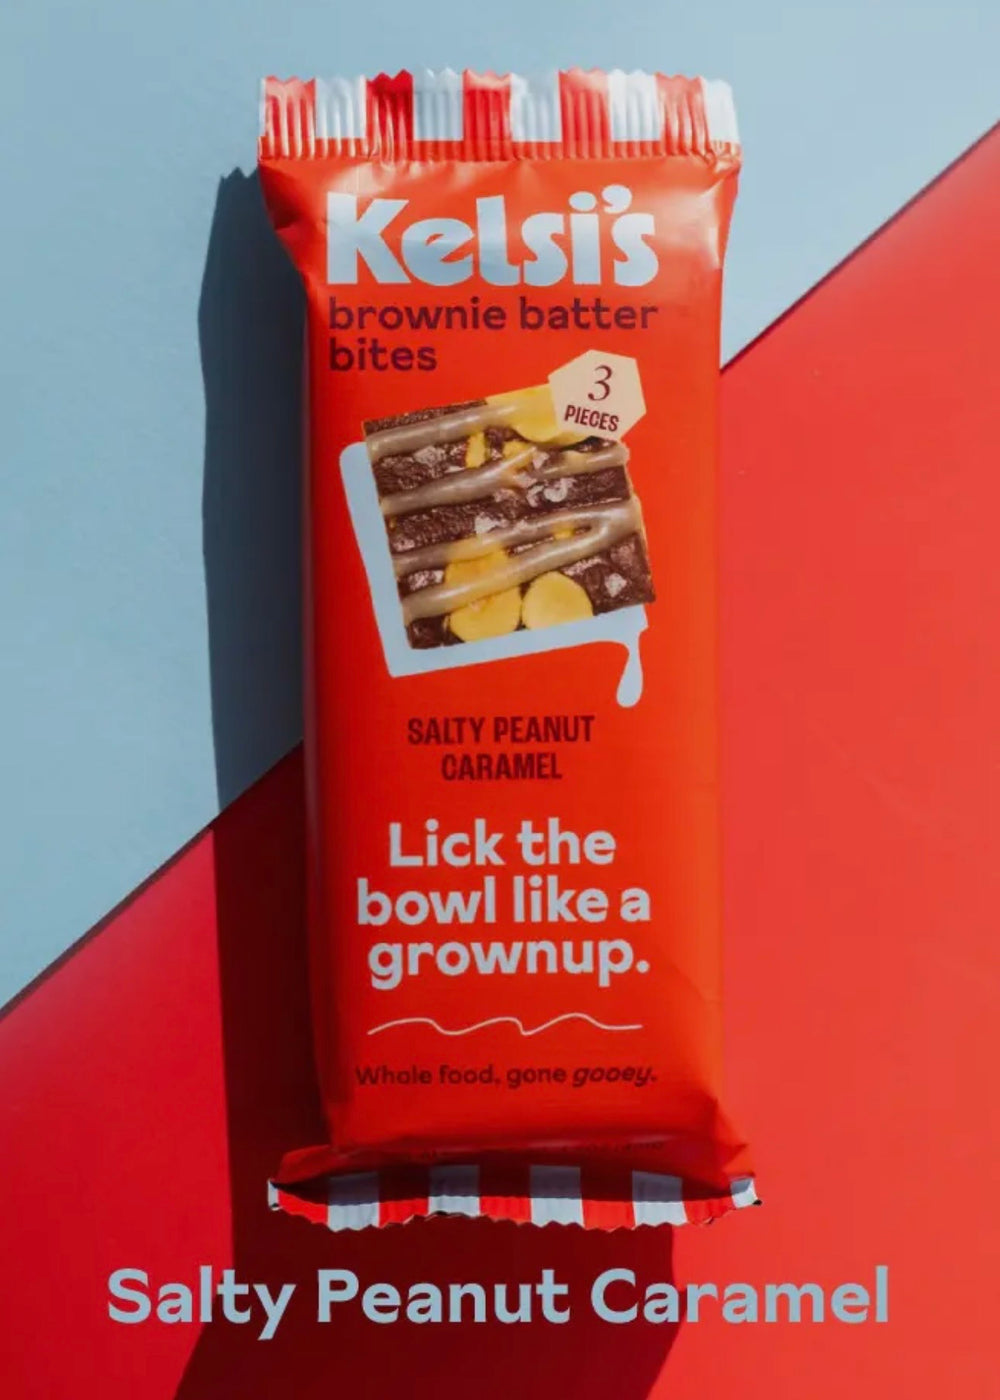 Kelsi's
brownie batter
bites
3
PIECES
SALTY PEANUT
CARAMEL
Lick the
bowl like a
grownup.
Whole food, gone gooey.
Salty Peanut Caramel